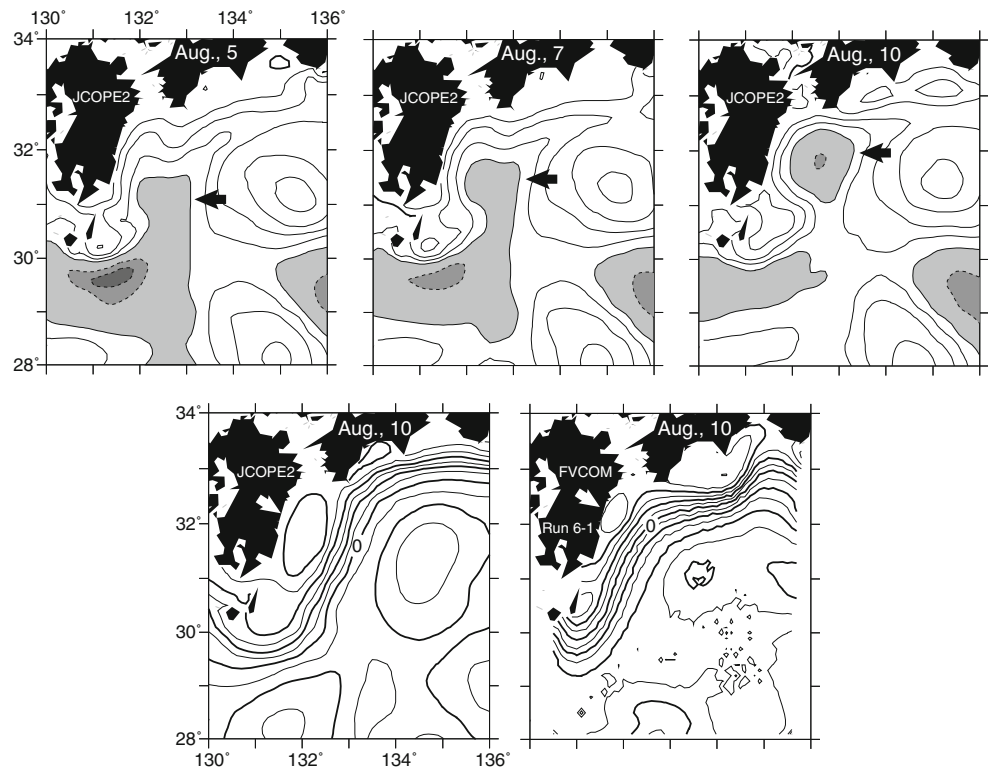 130° 132° 134° 136°
34°
Aug., 5
Aug., 7
Aug., 10
JCOPE2
JCOPE2
JCOPE2
32°
30°
28°
34°
Aug., 10
Aug., 10
JCOPE2
FVCOM
32°
0
Run 6-1
0
30°
28°
130° 132° 134° 136°